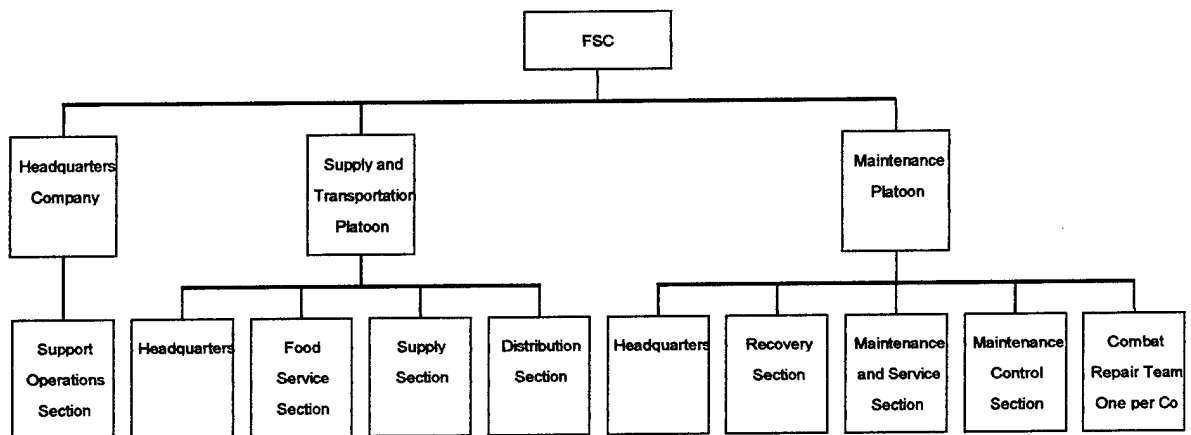 FSC
Headquarters
Company
Supply and
Transportation
Platoon
Maintenance
Platoon
Support
Operations
Section
Headquarters
Food
Service
Section
Supply
Section
Distribution
Section
Headquarters
Recovery
Section
Maintenance
and Service
Section
Maintenance
Control
Section
Combat
Repair Team
One per Co